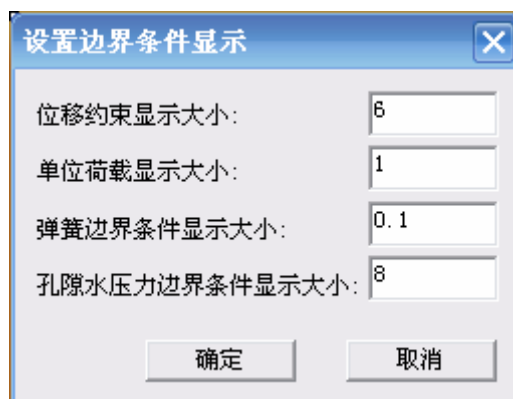 设置边界条件显示
位移约束显示大小: 6
单位荷载显示大小: 1
弹簧边界条件显示大小: 0.1
孔隙水压力边界条件显示大小: 8
确定 取消